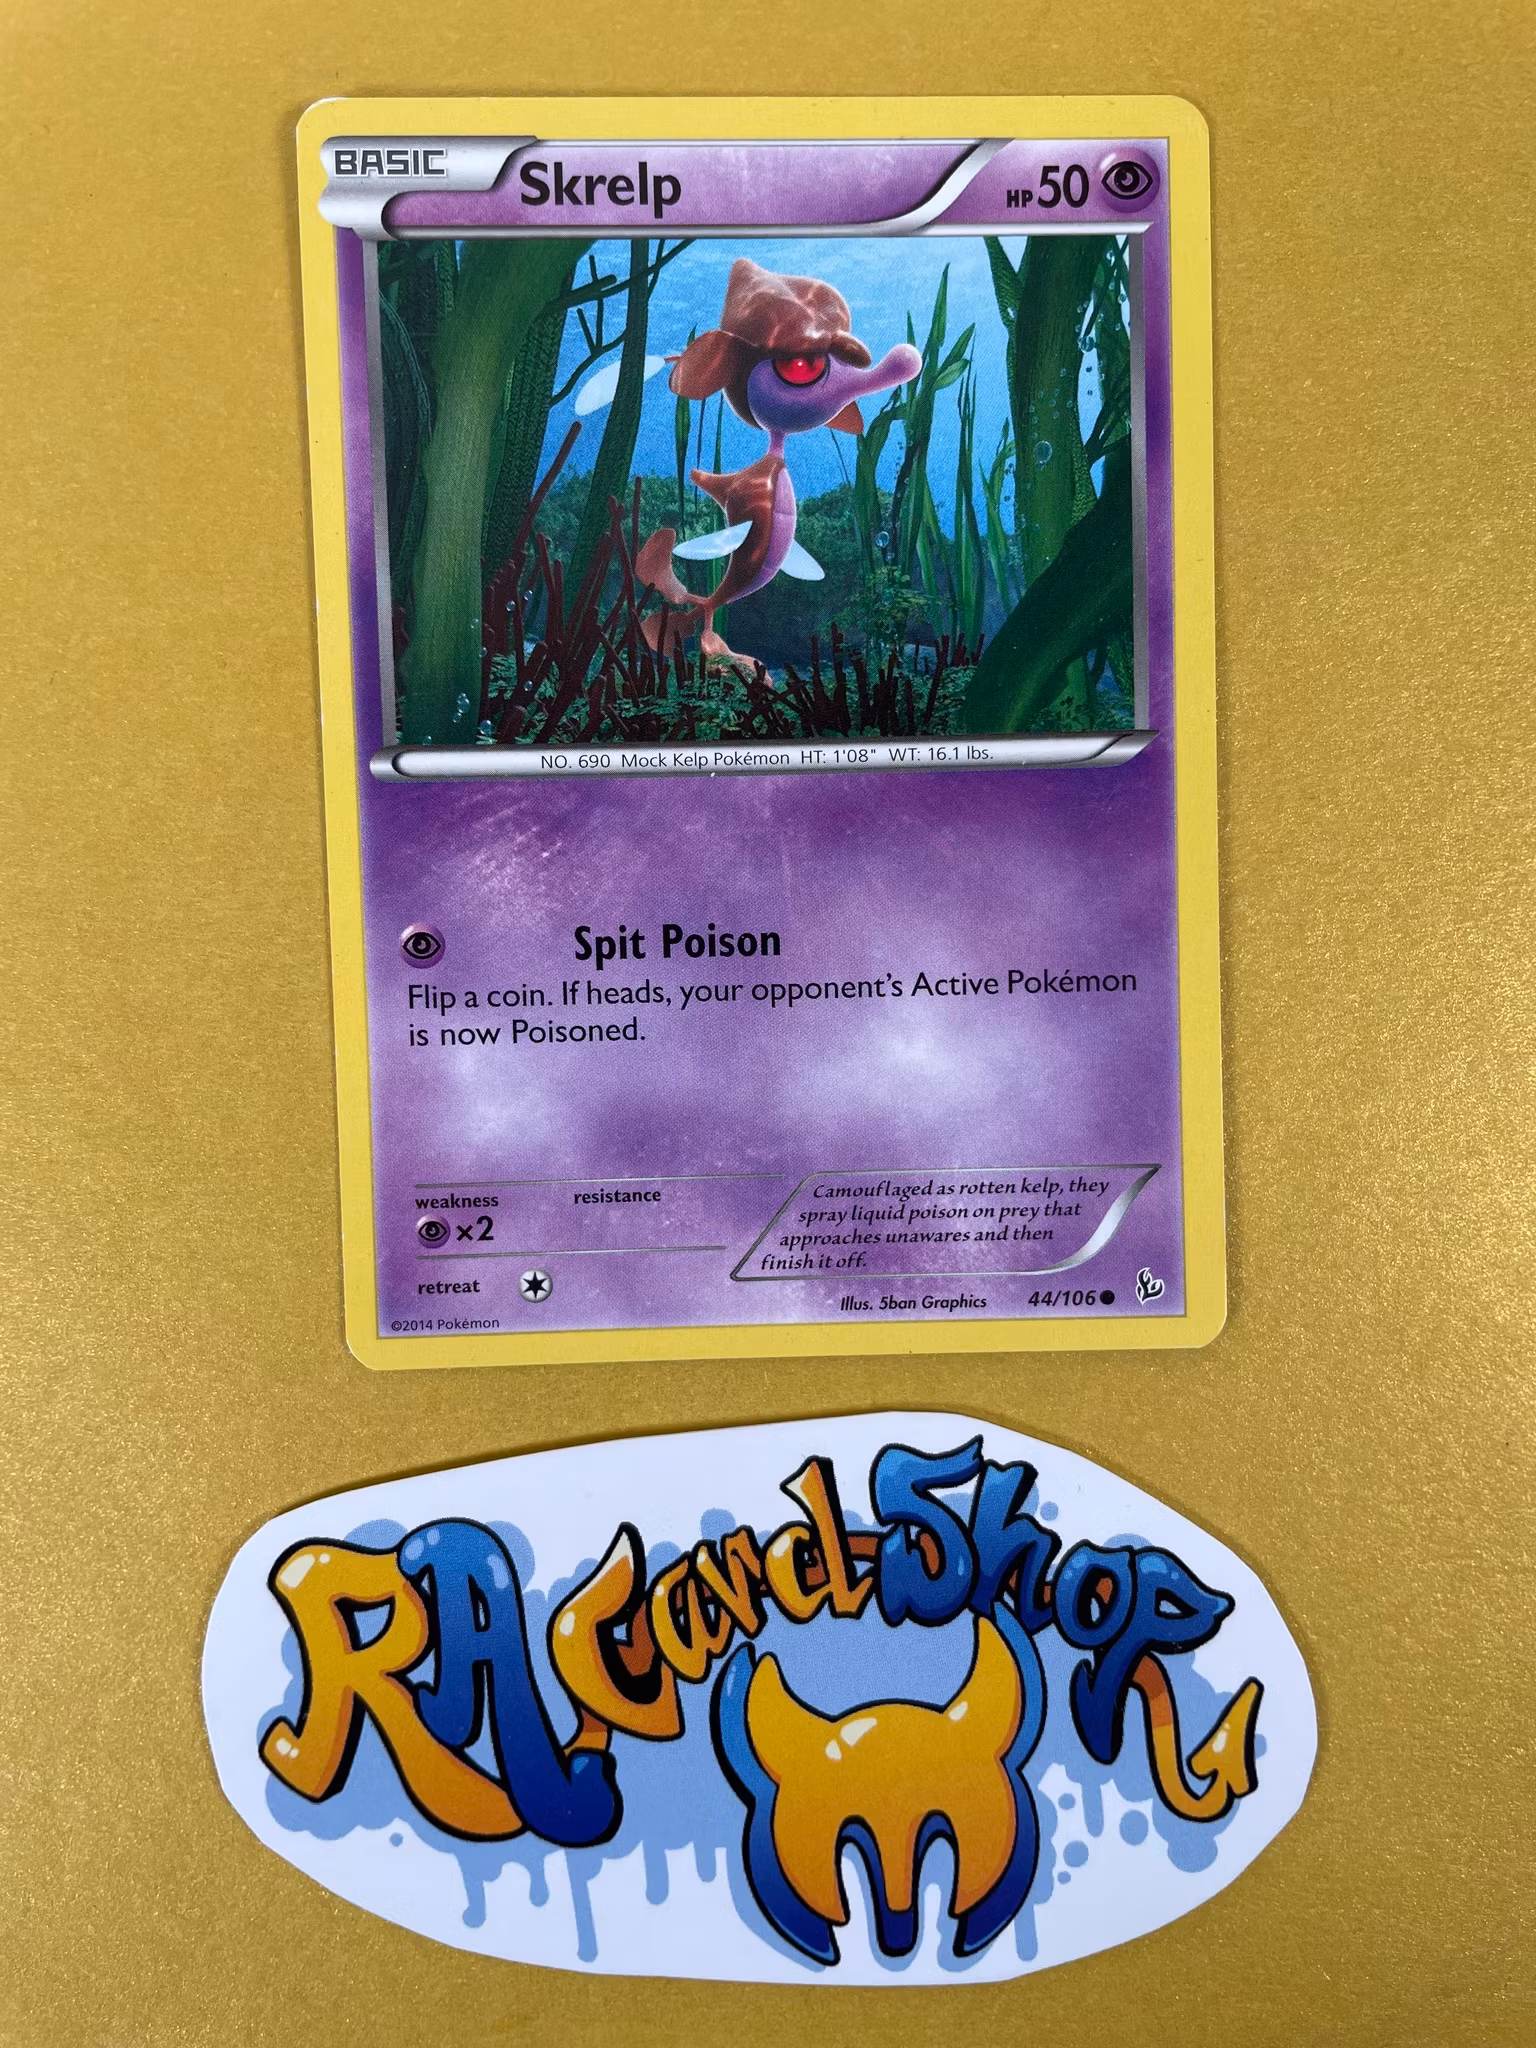 BASIC
Skrelp
HP 50
NO. 690 Mock Kelp Pokémon HT: 1'08" WT: 16.1 lbs.
Spit Poison
Flip a coin. If heads, your opponent's Active Pokémon
is now Poisoned.
weakness
×2
resistance
retreat
Camouflaged as rotten kelp, they
spray liquid poison on prey that
approaches unawares and then
finish it off.
Illus. 5ban Graphics
44/106
©2014 Pokémon
RA Card Shop